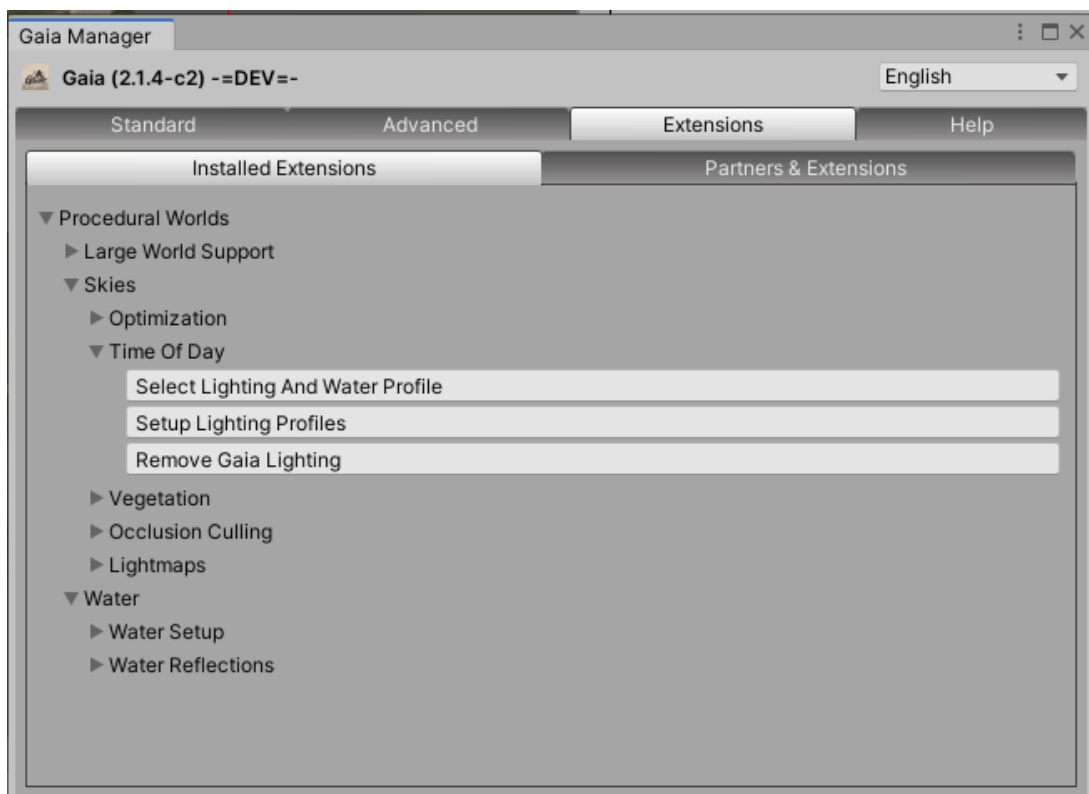 Gaia Manager
Gaia (2.1.4-c2) -=DEV=-
English
Standard
Advanced
Extensions
Help
Installed Extensions
Partners & Extensions
Procedural Worlds
Large World Support
Skies
Optimization
Time Of Day
Select Lighting And Water Profile
Setup Lighting Profiles
Remove Gaia Lighting
Vegetation
Occlusion Culling
Lightmaps
Water
Water Setup
Water Reflections